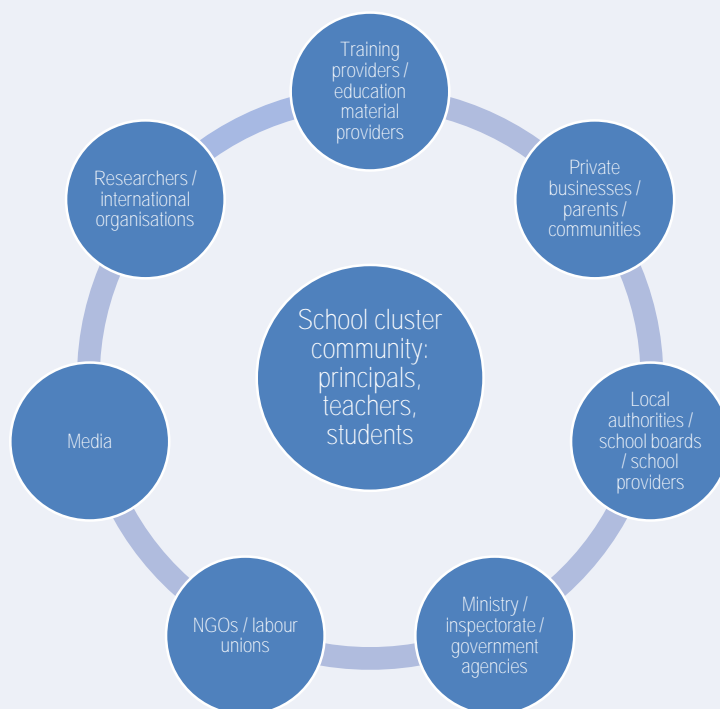 Training
providers /
education
material
providers
Private
businesses /
parents /
communities
Local
authorities /
school boards
/ school
providers
Ministry /
inspectorate /
government
agencies
NGOs / labour
unions
Media
Researchers /
international
organisations
School cluster
community:
principals,
teachers,
students